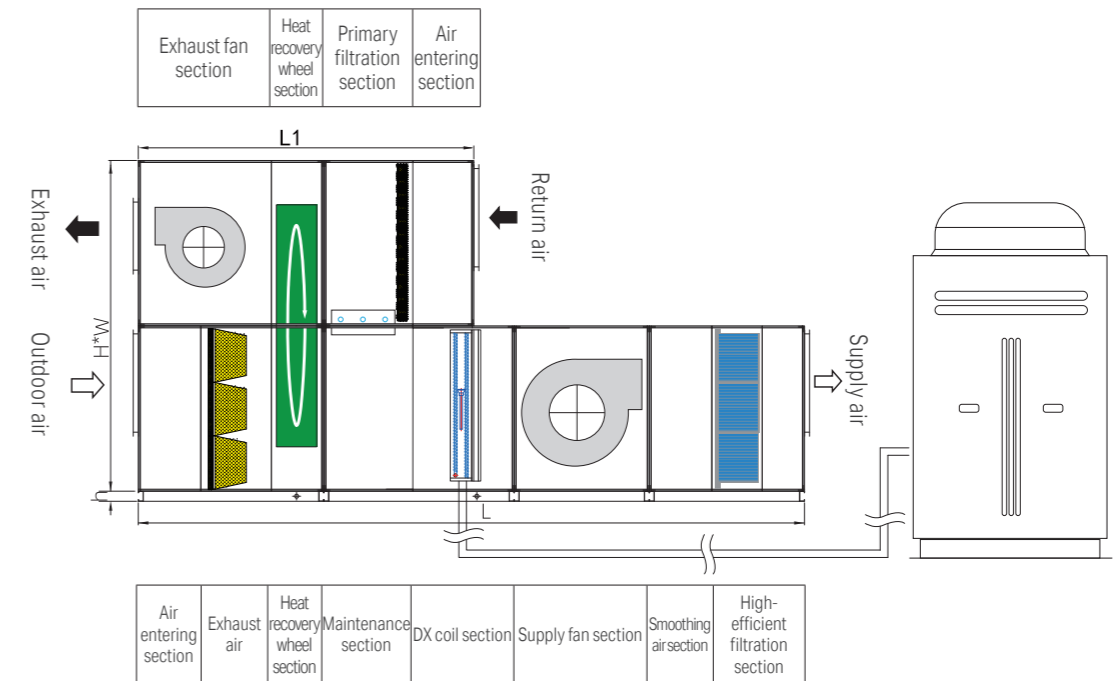 Exhaust fan
section
Heat
recovery
wheel
section
Primary
filtration
section
Air
entering
section
L1
Exhaust air
Return air
W*H
Outdoor air
Supply air
L
Air
entering
section
Exhaust
air
Heat
recovery
wheel
section
Maintenance
section
DX coil section
Supply fan section
Smoothing
airsection
High-
efficient
filtration
section